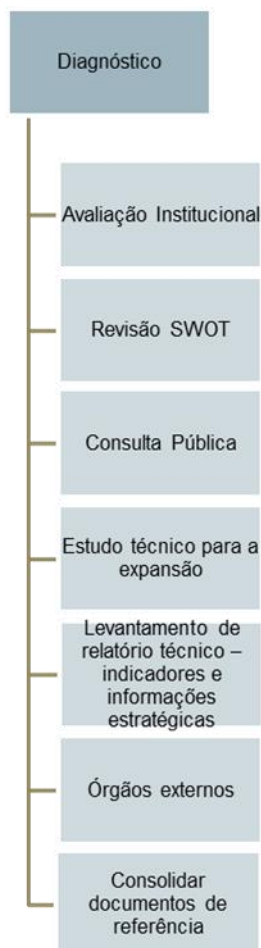 Diagnóstico
Avaliação Institucional
Revisão SWOT
Consulta Pública
Estudo técnico para a
expansão
Levantamento de
relatório técnico –
indicadores e
informações
estratégicas
Órgãos externos
Consolidar
documentos de
referência